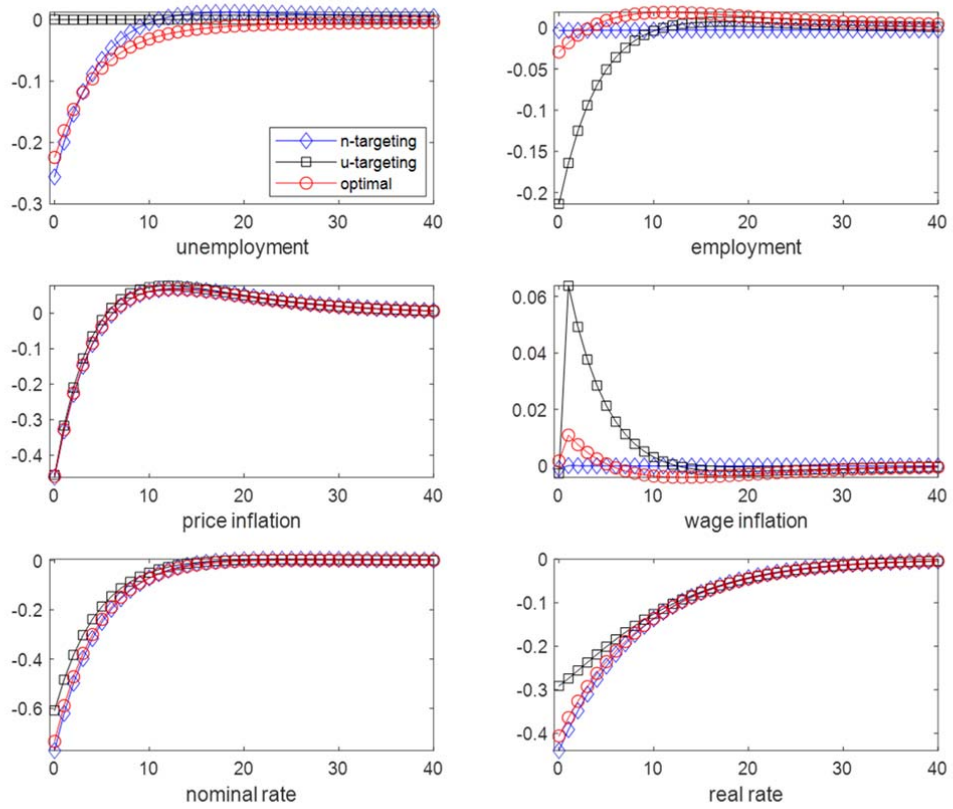 0
-0.1
-0.2
-0.3
0 10 20 30 40
unemployment
n-targeting
u-targeting
optimal
0
-0.05
-0.1
-0.15
-0.2
0 10 20 30 40
employment
0
-0.1
-0.2
-0.3
-0.4
0 10 20 30 40
price inflation
0.06
0.04
0.02
0
0 10 20 30 40
wage inflation
0
-0.2
-0.4
-0.6
0 10 20 30 40
nominal rate
0
-0.1
-0.2
-0.3
-0.4
0 10 20 30 40
real rate